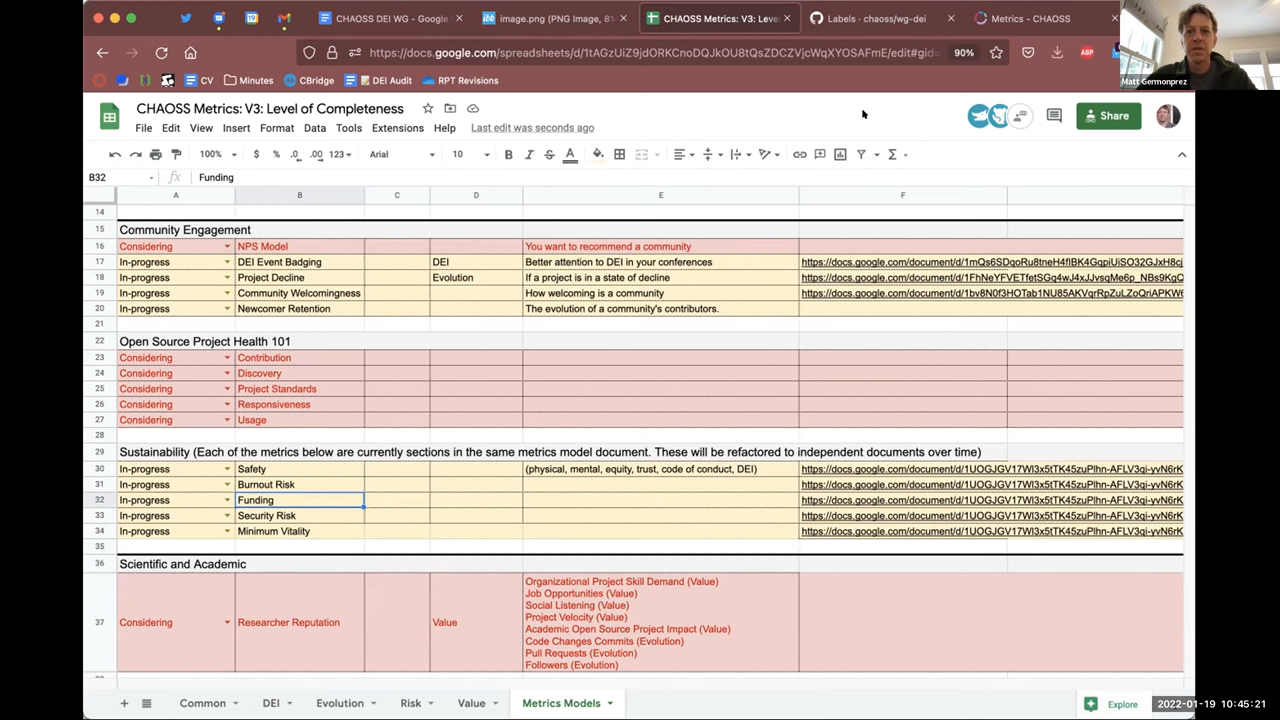 CHAOSS DEI WG - Google
image.png (PNG Image, 81
CHAOSS Metrics: V3: Level
Labels · chaoss/wg-dei
Metrics - CHAOSS
https://docs.google.com/spreadsheets/d/1tAGzUiZ9jdORKCnoDQJkOU8tQsZDCZVjcWqXYOSAFmE/edit#gid=
90%
ABP
Matt Germonprez
CV
Minutes
CBridge
DEI Audit
RPT Revisions
CHAOSS Metrics: V3: Level of Completeness
File Edit View Insert Format Data Tools Extensions Help Last edit was seconds ago
Share
100% $ % .0 .00 123 Arial 10 B I S A
B32 fx Funding
A B C D E F
14
15 Community Engagement
16 Considering NPS Model You want to recommend a community
17 In-progress DEI Event Badging DEI Better attention to DEI in your conferences https://docs.google.com/document/d/1mQs6SDqoRu8tneH4flBK4GqpiUiSO32GJxH8cj
18 In-progress Project Decline Evolution If a project is in a state of decline https://docs.google.com/document/d/1FhNeYFVETfetSGq4wJ4xJJvsqMe6p_NBs9KgQ
19 In-progress Community Welcomingness How welcoming is a community https://docs.google.com/document/d/1bv8N0f3HOTab1NU85AKVqrRpZuLZoQriAPKW6
20 In-progress Newcomer Retention The evolution of a community's contributors.
21
22 Open Source Project Health 101
23 Considering Contribution
24 Considering Discovery
25 Considering Project Standards
26 Considering Responsiveness
27 Considering Usage
28
29 Sustainability (Each of the metrics below are currently sections in the same metrics model document. These will be refactored to independent documents over time)
30 In-progress Safety (physical, mental, equity, trust, code of conduct, DEI) https://docs.google.com/document/d/1UOGJGV17Wl3x5tTK45zuPlhn-AFLV3qi-yvN6rK
31 In-progress Burnout Risk https://docs.google.com/document/d/1UOGJGV17Wl3x5tTK45zuPlhn-AFLV3qi-yvN6rK
32 In-progress Funding https://docs.google.com/document/d/1UOGJGV17Wl3x5tTK45zuPlhn-AFLV3qi-yvN6rK
33 In-progress Security Risk https://docs.google.com/document/d/1UOGJGV17Wl3x5tTK45zuPlhn-AFLV3qi-yvN6rK
34 In-progress Minimum Vitality https://docs.google.com/document/d/1UOGJGV17Wl3x5tTK45zuPlhn-AFLV3qi-yvN6rK
35
36 Scientific and Academic
Organizational Project Skill Demand (Value)
Job Opportunities (Value)
Social Listening (Value)
Project Velocity (Value)
37 Considering Researcher Reputation Value Academic Open Source Project Impact (Value)
Code Changes Commits (Evolution)
Pull Requests (Evolution)
Followers (Evolution)
Common DEI Evolution Risk Value Metrics Models
Explore
2022-01-19 10:45:21